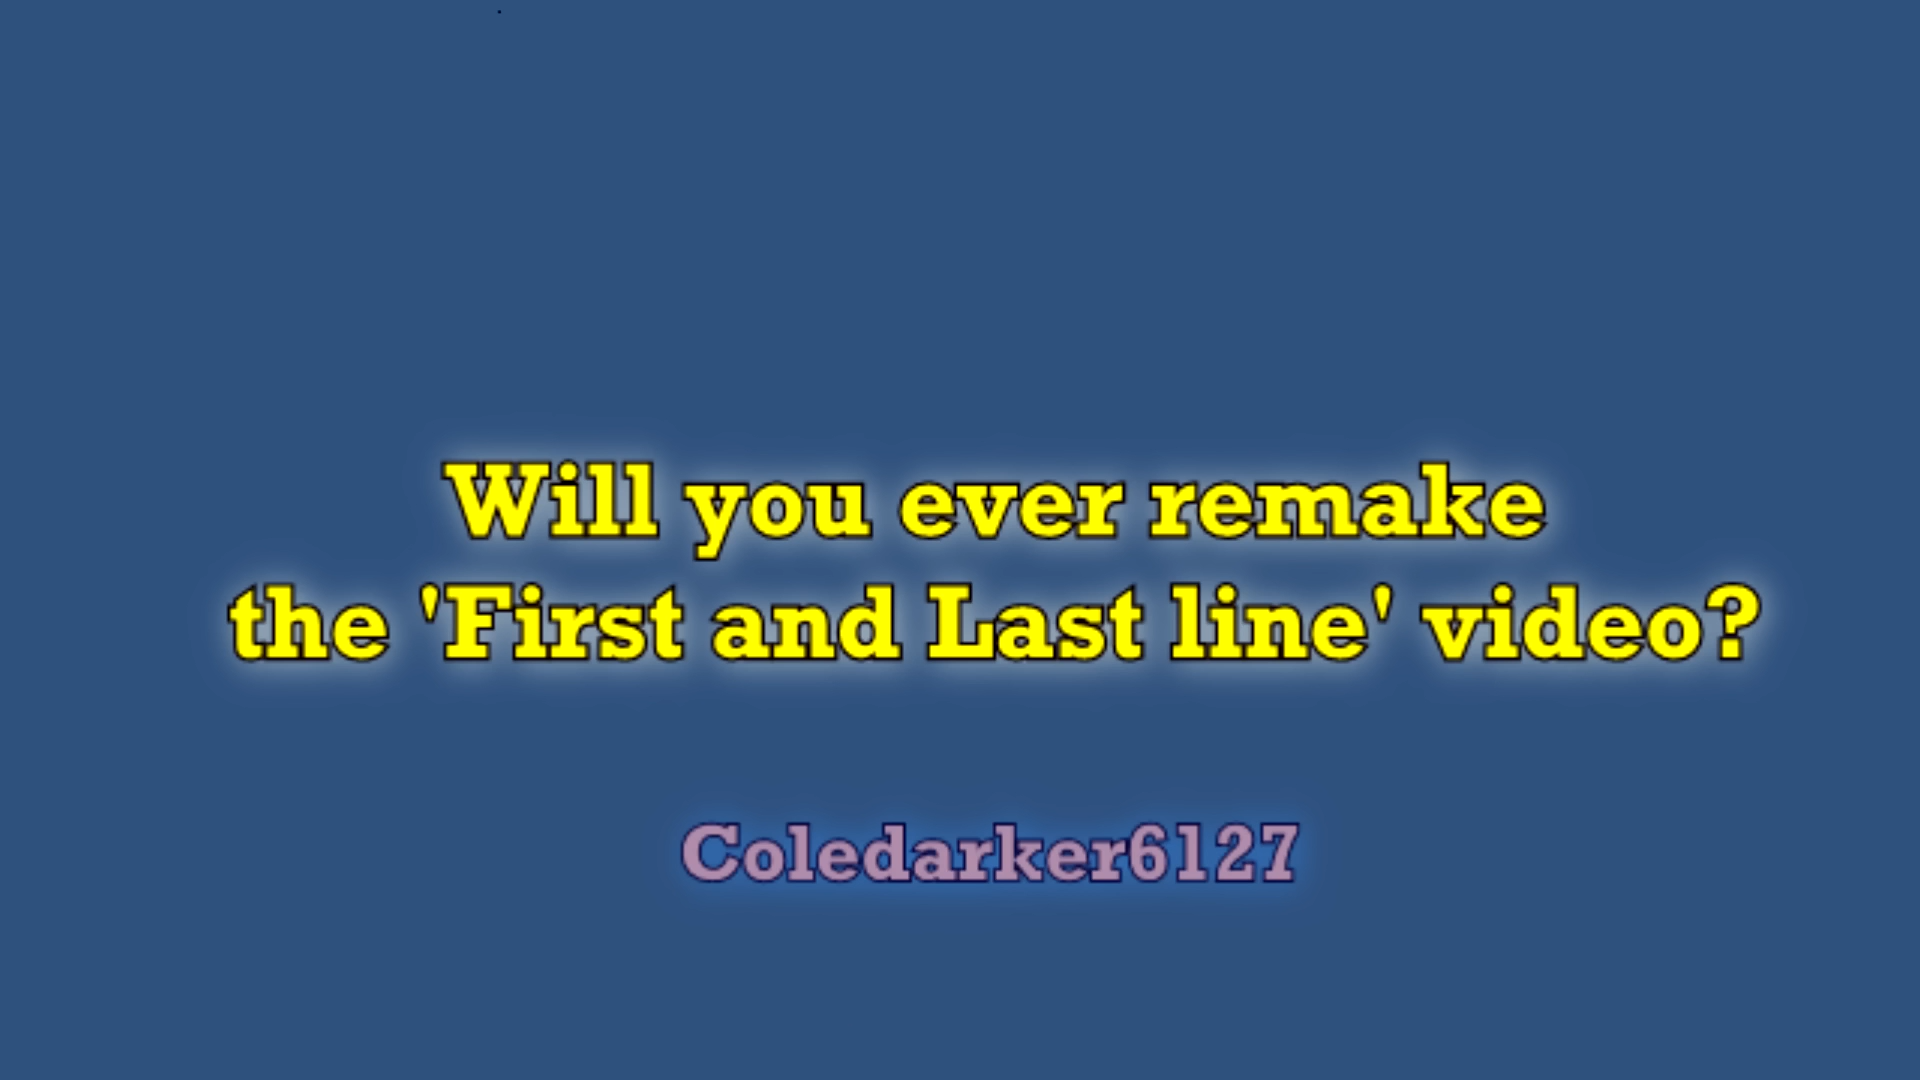 Will you ever remake
the 'First and Last line' video?
Coledarker6127